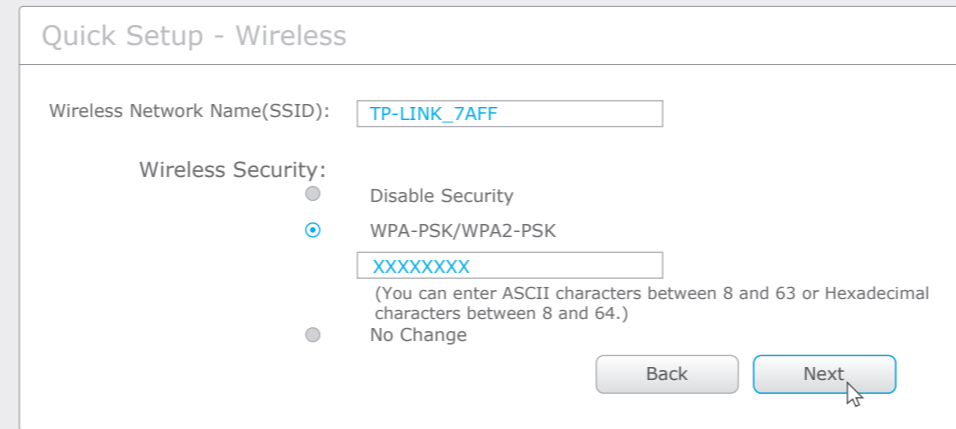 Quick Setup - Wireless
Wireless Network Name(SSID): TP-LINK_7AFF
Wireless Security:
Disable Security
WPA-PSK/WPA2-PSK
XXXXXXXX
(You can enter ASCII characters between 8 and 63 or Hexadecimal
characters between 8 and 64.)
No Change
Back Next